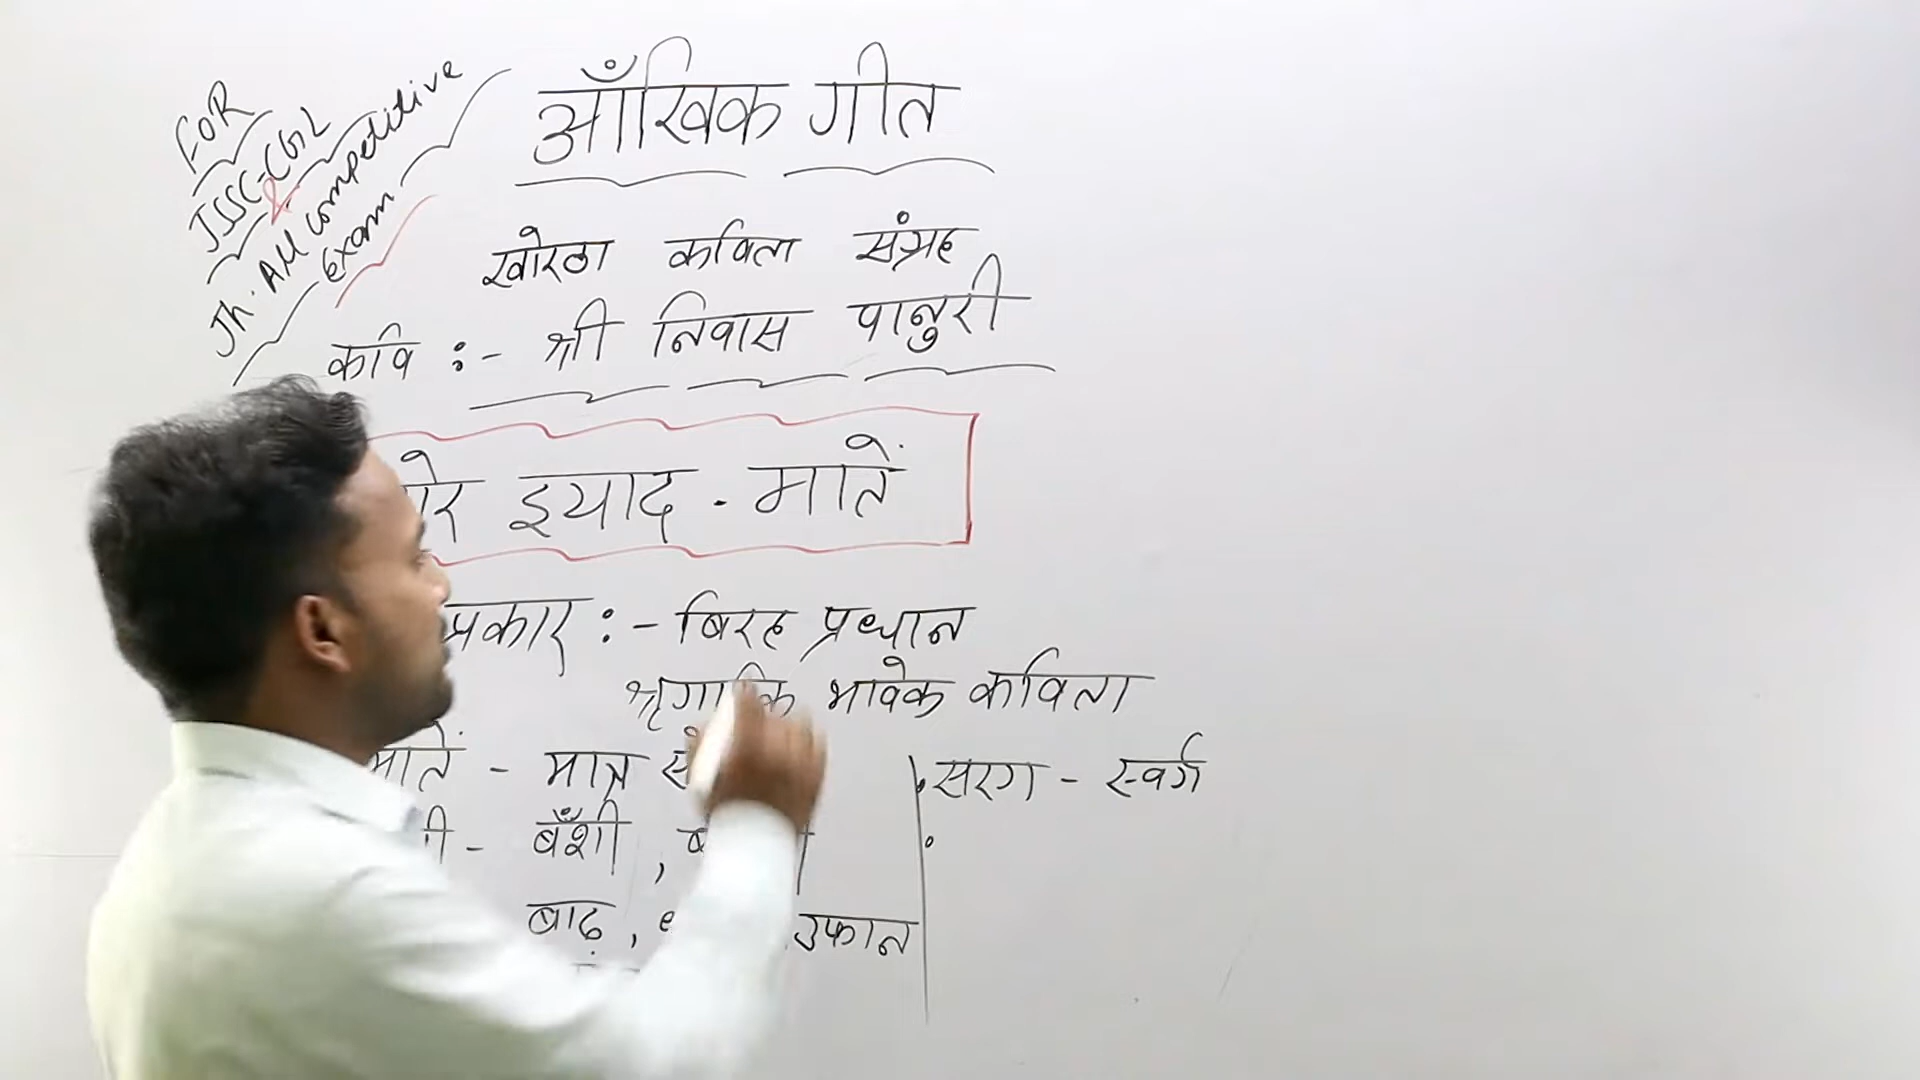 FOR
JSSC-CGL
&
Jh. All competitive
exam
आँखिक गीत
खोरठा कविता संग्रह
कवि :- श्री निवास पानुरी
इयाद - मातें
प्रकार :- बिरह प्रधान
भावेक कविता
मातें - मात्र
- बँशी ,
बाढ़ , उफान
सरग - स्वर्ग